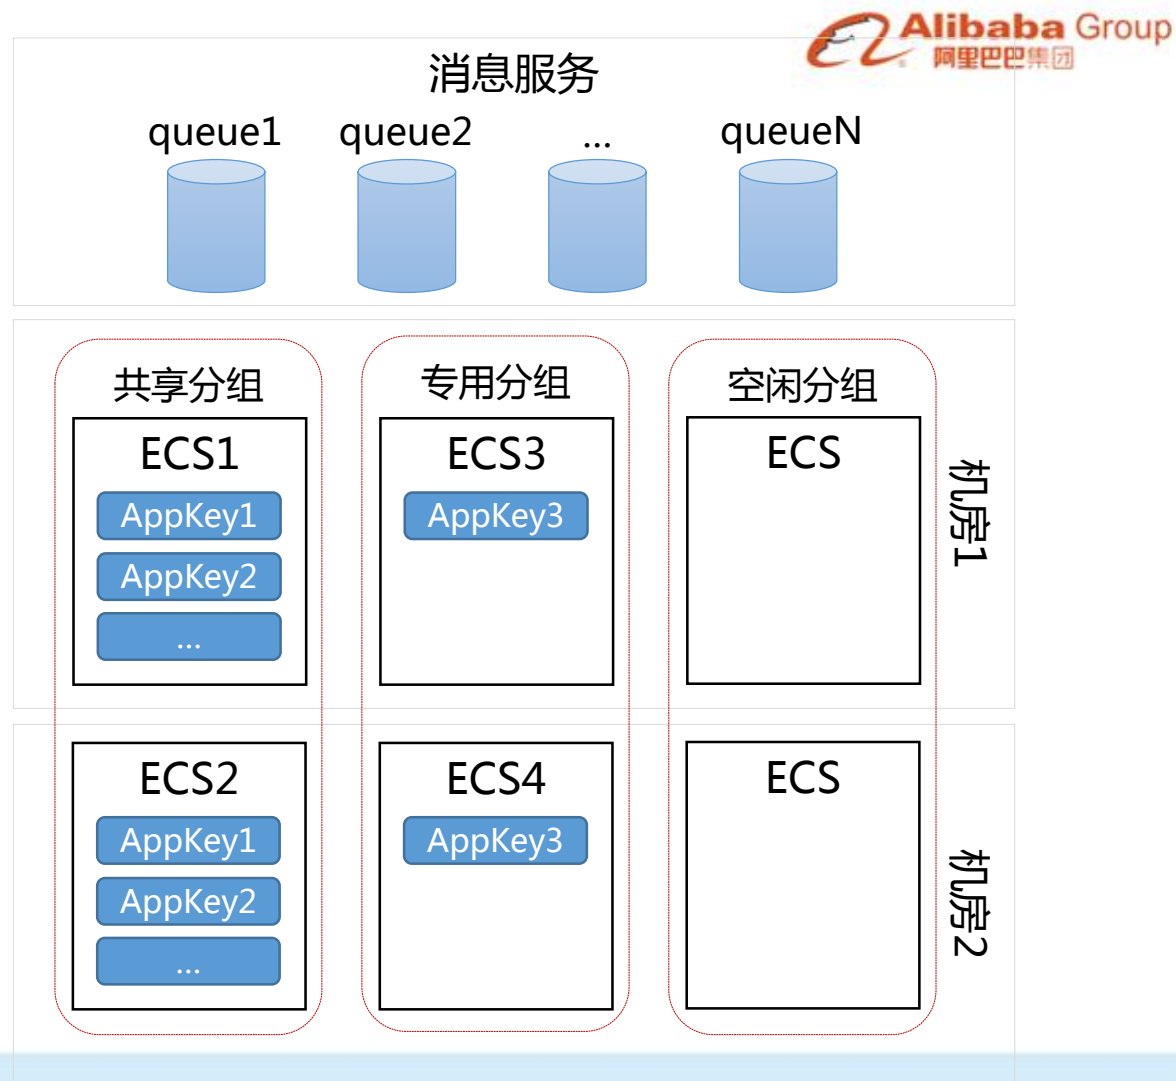 Alibaba Group
阿里巴巴集团
消息服务
queue1 queue2 ... queueN
共享分组 专用分组 空闲分组
ECS1 ECS3 ECS
AppKey1 AppKey3
AppKey2
...
机房1
ECS2 ECS4 ECS
AppKey1 AppKey3
AppKey2
...
机房2